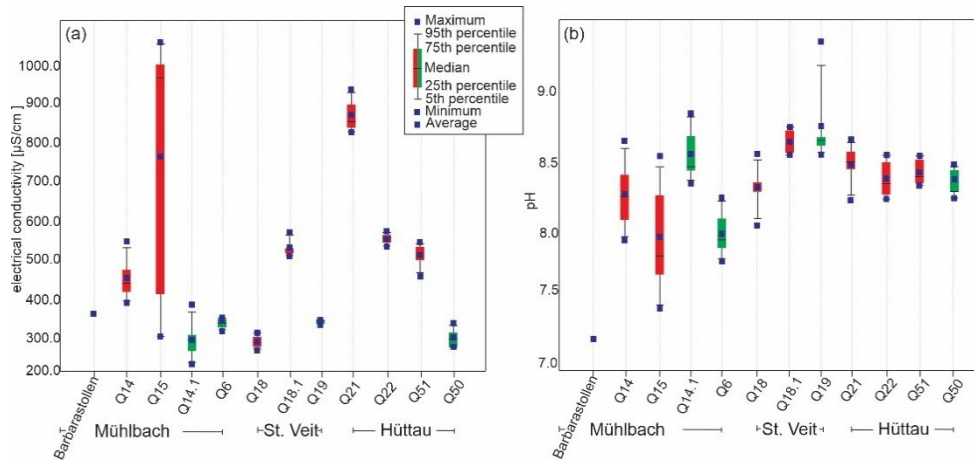 (a)
Maximum
95th percentile
75th percentile
Median
25th percentile
5th percentile
Minimum
Average
electrical conductivity [µS/cm ]
1000.0
900.0
800.0
700.0
600.0
500.0
400.0
300.0
200.0
Barbarastollen
Q14
Q15
Q14.1
Q6
Q18
Q18.1
Q19
Q21
Q22
Q51
Q50
Mühlbach
St. Veit
Hüttau
(b)
pH
9.0
8.5
8.0
7.5
7.0
Barbarastollen
Q14
Q15
Q14.1
Q6
Q18
Q18.1
Q19
Q21
Q22
Q51
Q50
Mühlbach
St. Veit
Hüttau